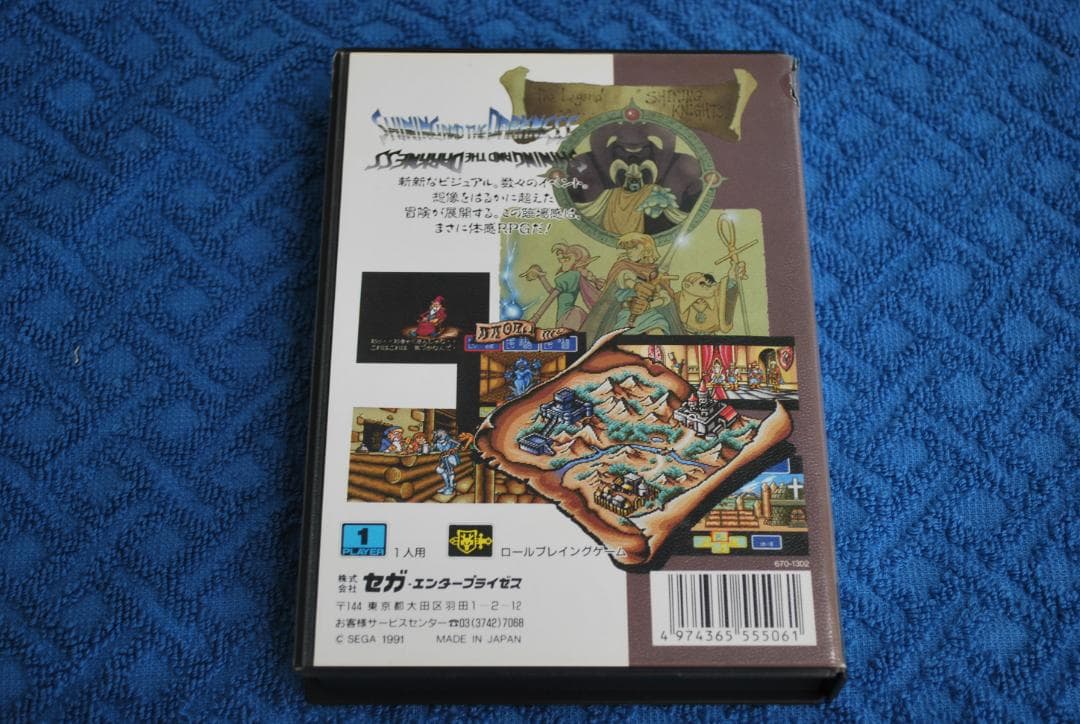 The Legend of SHINING KNIGHTS
SHINING AND THE DARKNESS
SHINING AND THE DARKNESS
斬新なビジュアル。数々のイベント。
想像をはるかに超えた
冒険が展開する。この臨場感は、
まさに体感RPGだ!
1
PLAYER
1人用
ロールプレイングゲーム
670-1302
株式会社 セガ・エンタープライゼス
〒144 東京都大田区羽田1-2-12
お客様サービスセンター☎03(3742)7068
© SEGA 1991 MADE IN JAPAN
4 974365 555061